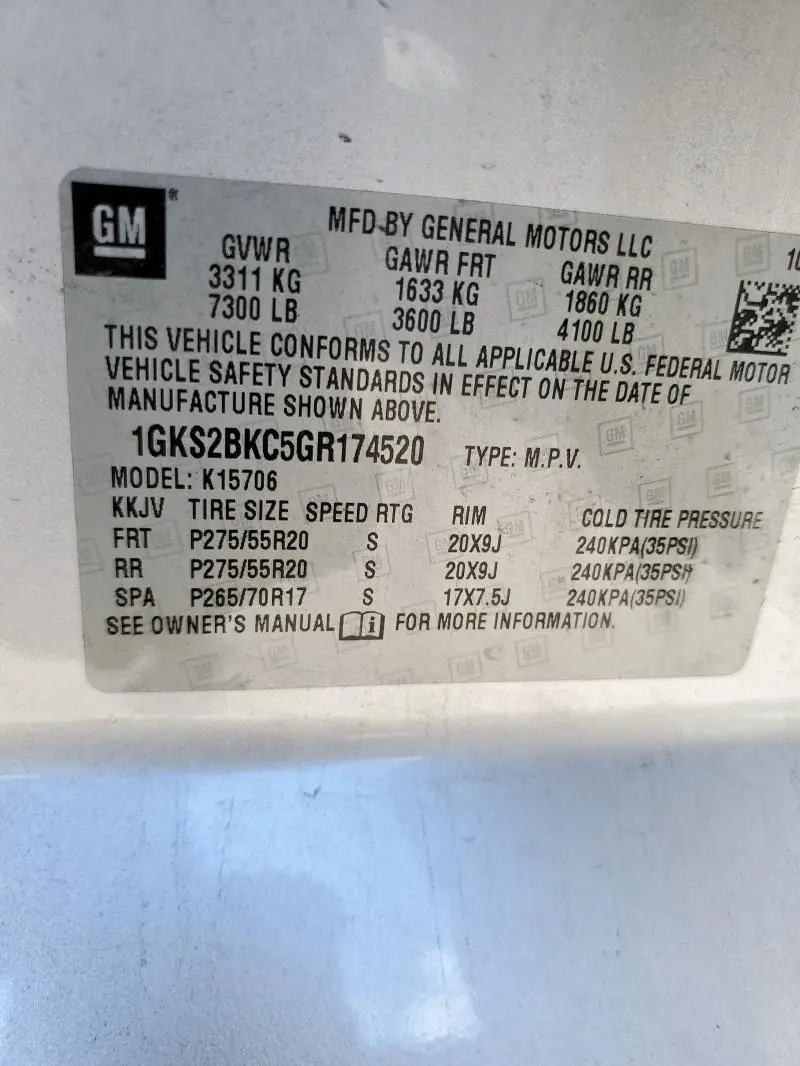 GM ®
MFD BY GENERAL MOTORS LLC
GVWR GAWR FRT GAWR RR
3311 KG 1633 KG 1860 KG
7300 LB 3600 LB 4100 LB
THIS VEHICLE CONFORMS TO ALL APPLICABLE U.S. FEDERAL MOTOR
VEHICLE SAFETY STANDARDS IN EFFECT ON THE DATE OF
MANUFACTURE SHOWN ABOVE.
1GKS2BKC5GR174520 TYPE: M.P.V.
MODEL: K15706
KKJV TIRE SIZE SPEED RTG RIM COLD TIRE PRESSURE
FRT P275/55R20 S 20X9J 240KPA(35PSI)
RR P275/55R20 S 20X9J 240KPA(35PSI)
SPA P265/70R17 S 17X7.5J 240KPA(35PSI)
SEE OWNER'S MANUAL i FOR MORE INFORMATION.